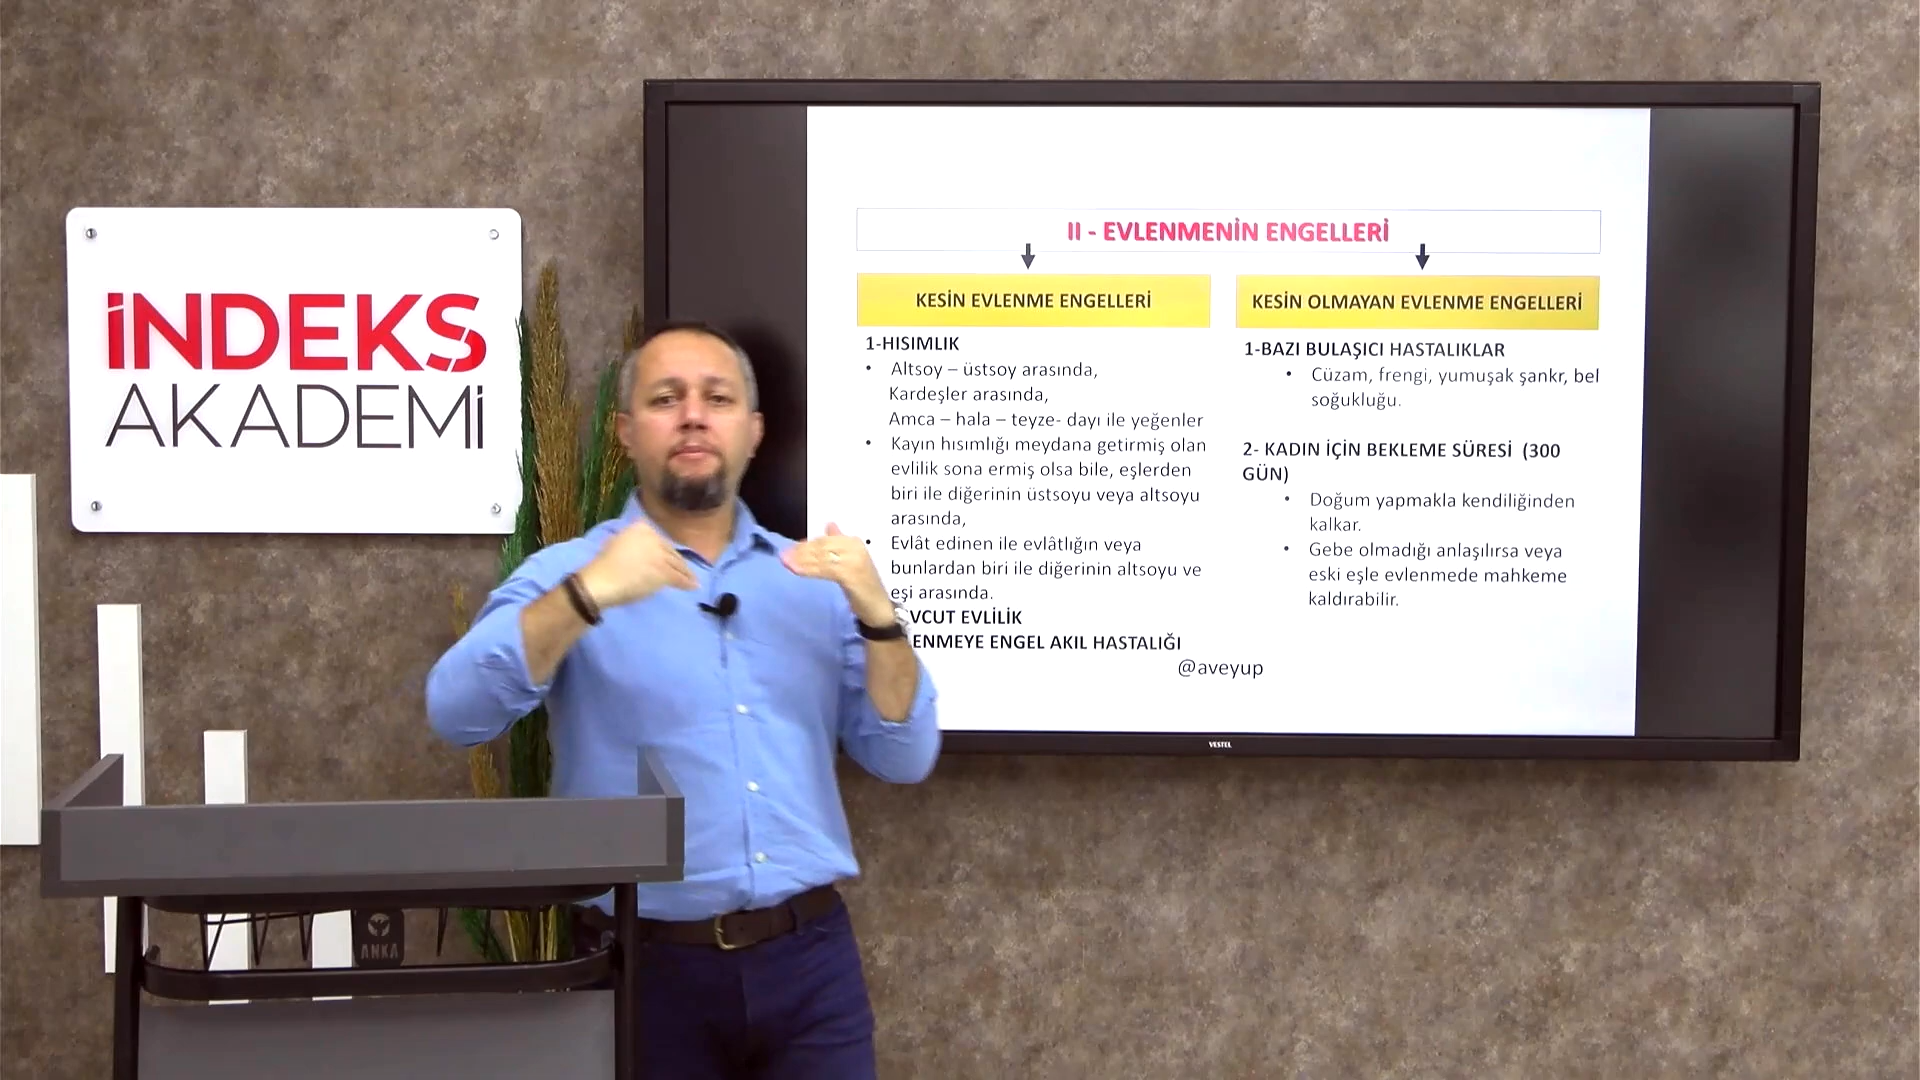 İNDEKS
AKADEMİ
II - EVLENMENİN ENGELLERİ
KESİN EVLENME ENGELLERİ
1-HISIMLIK
• Altsoy – üstsoy arasında,
Kardeşler arasında,
Amca – hala – teyze- dayı ile yeğenler
• Kayın hısımlığı meydana getirmiş olan
evlilik sona ermiş olsa bile, eşlerden
biri ile diğerinin üstsoyu veya altsoyu
arasında,
• Evlât edinen ile evlâtlığın veya
bunlardan biri ile diğerinin altsoyu ve
eşi arasında.
VCUT EVLİLİK
ENMEYE ENGEL AKIL HASTALIĞI
KESİN OLMAYAN EVLENME ENGELLERİ
1-BAZI BULAŞICI HASTALIKLAR
• Cüzam, frengi, yumuşak şankr, bel
soğukluğu.
2- KADIN İÇİN BEKLEME SÜRESİ (300
GÜN)
• Doğum yapmakla kendiliğinden
kalkar.
• Gebe olmadığı anlaşılırsa veya
eski eşle evlenmede mahkeme
kaldırabilir.
@aveyup
VESTEL
ANKA